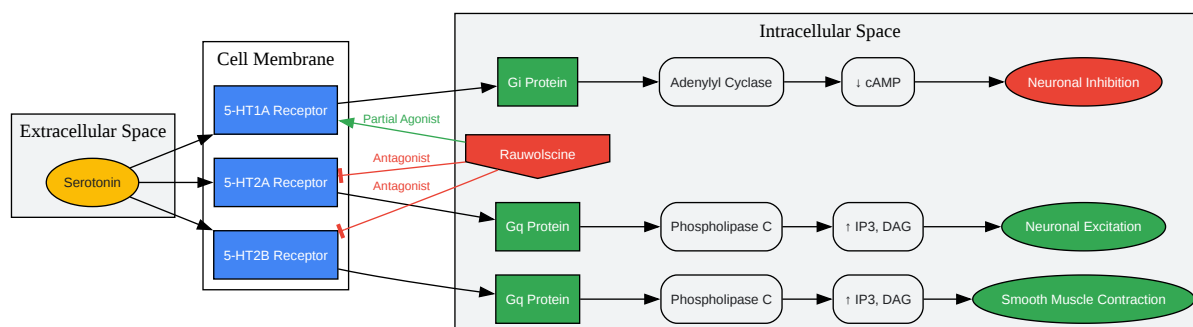 Intracellular Space
Cell Membrane
Extracellular Space
Serotonin
5-HT1A Receptor
5-HT2A Receptor
5-HT2B Receptor
Gi Protein
Adenylyl Cyclase
↓ cAMP
Neuronal Inhibition
Partial Agonist
Rauwolscine
Antagonist
Antagonist
Gq Protein
Phospholipase C
↑ IP3, DAG
Neuronal Excitation
Gq Protein
Phospholipase C
↑ IP3, DAG
Smooth Muscle Contraction